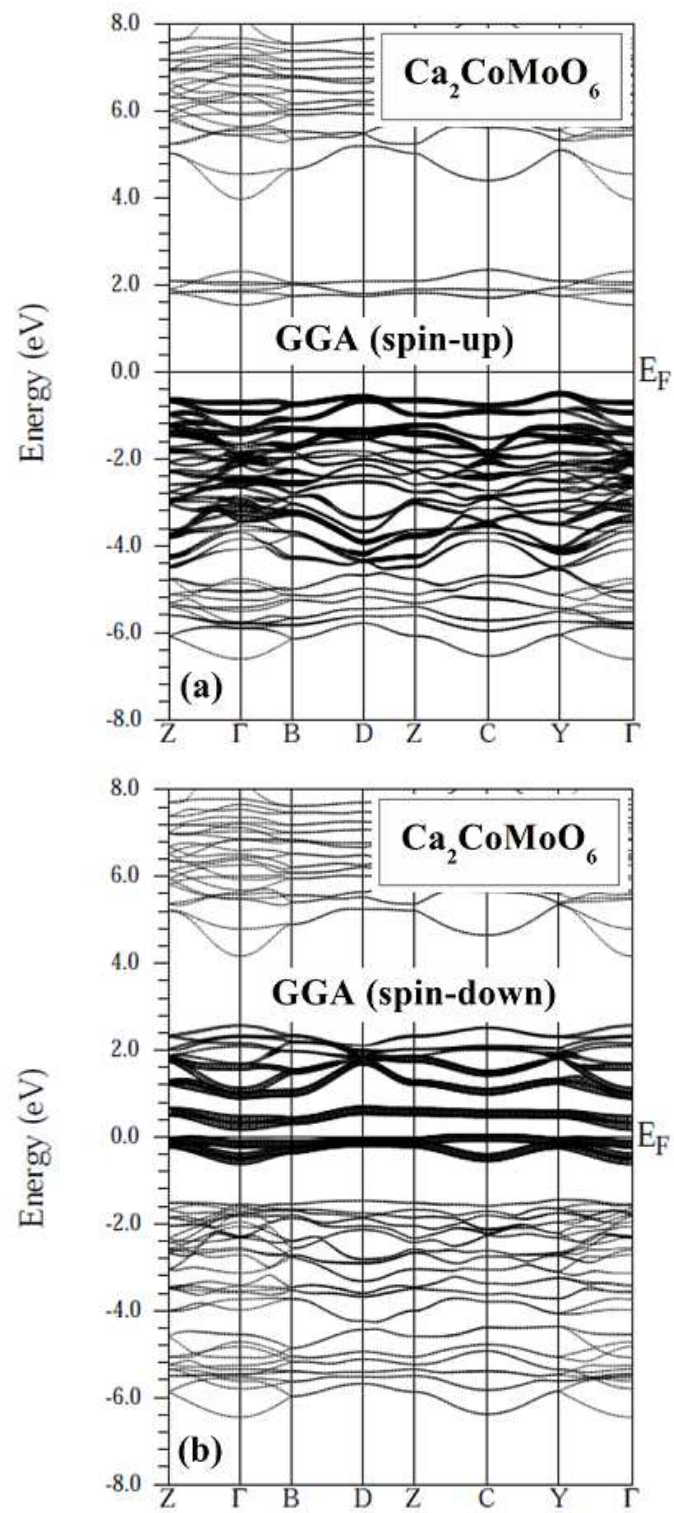 8.0
Ca2CoMoO6
6.0
4.0
2.0
GGA (spin-up)
0.0
EF
Energy (eV)
-2.0
-4.0
-6.0
(a)
-8.0
Z Γ B D Z C Y Γ
8.0
Ca2CoMoO6
6.0
4.0
GGA (spin-down)
2.0
0.0
EF
Energy (eV)
-2.0
-4.0
-6.0
(b)
-8.0
Z Γ B D Z C Y Γ